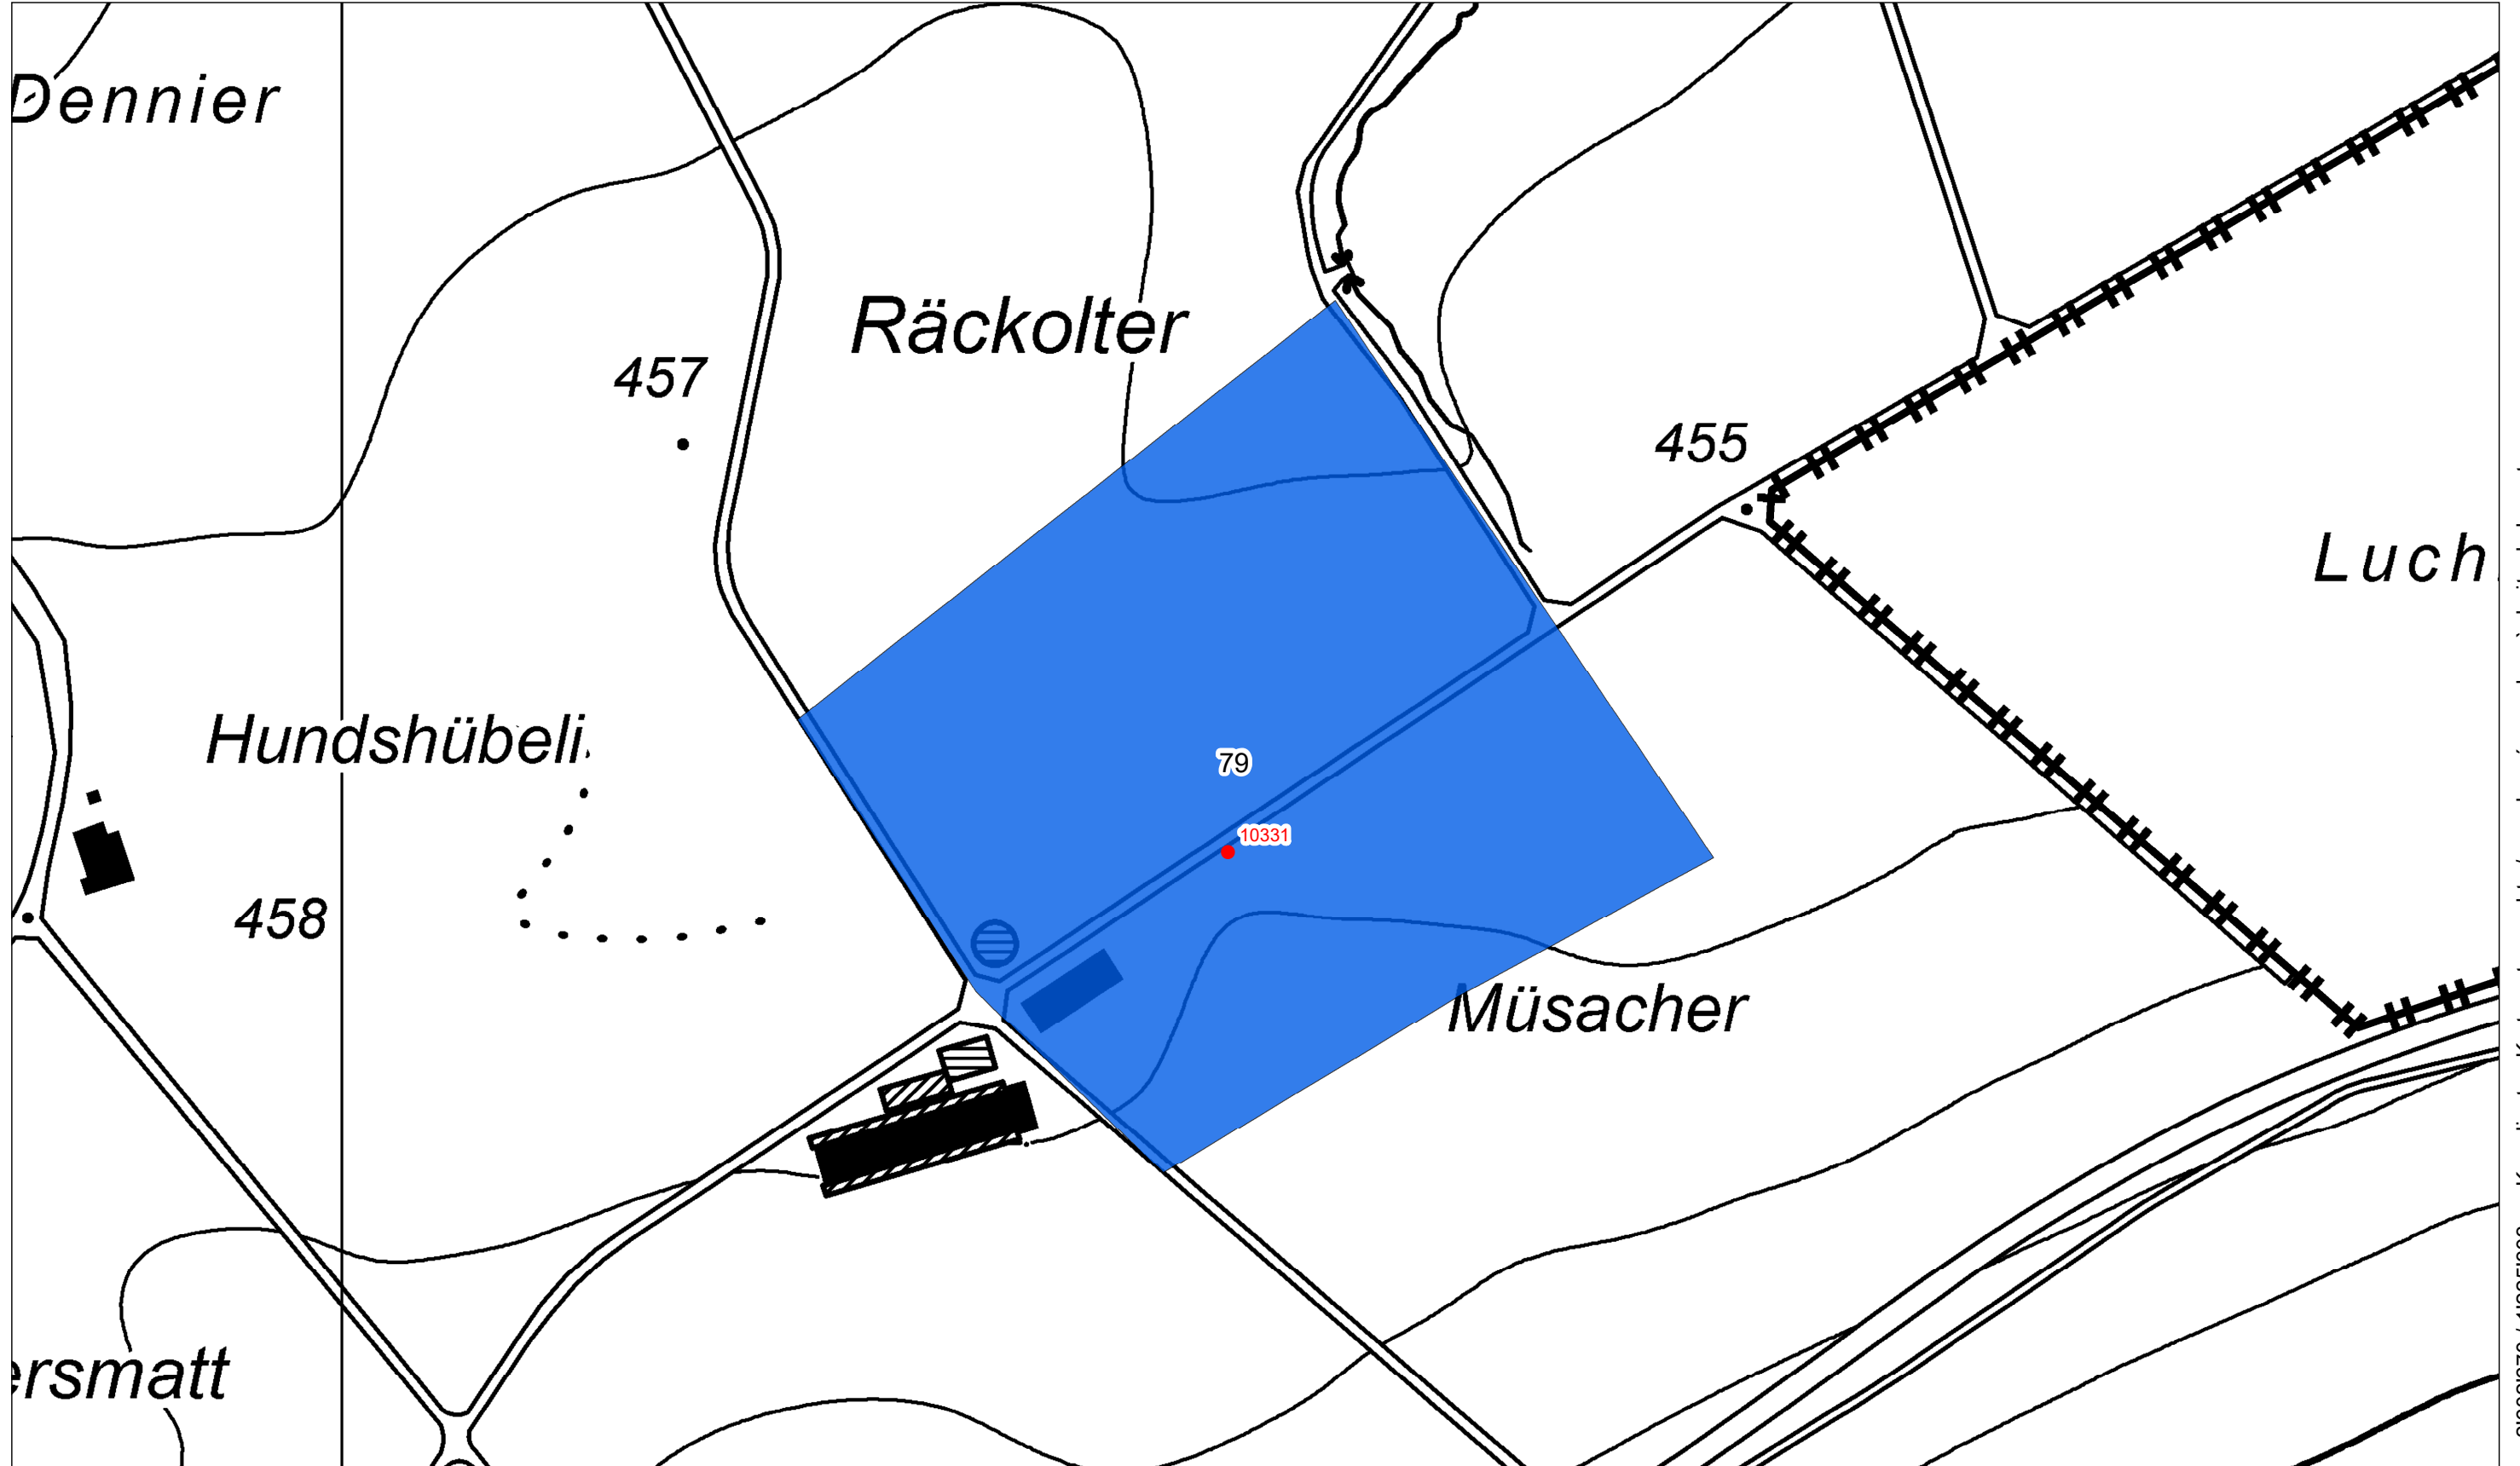 Dennier
Räckolter
457
455
Luch
Hundshübeli
79
10331
458
Müsacher
ersmatt